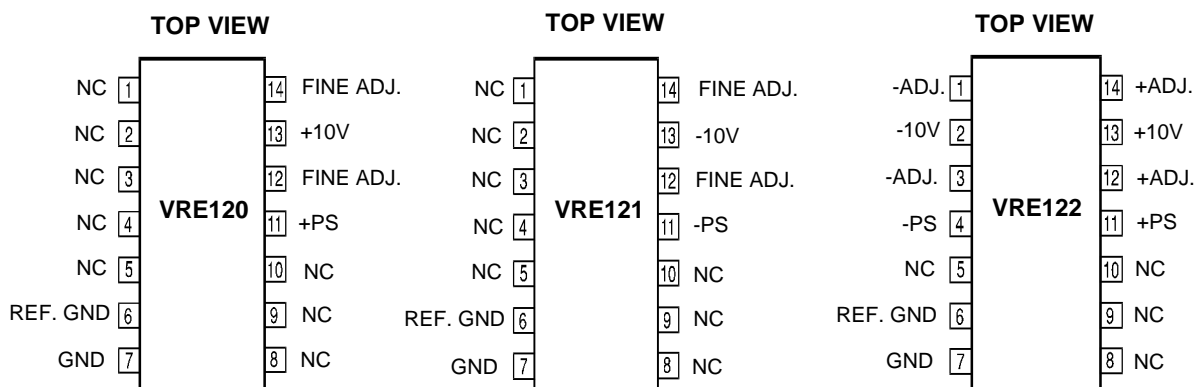 TOP VIEW
NC 1 14 FINE ADJ.
NC 2 13 +10V
NC 3 12 FINE ADJ.
VRE120
NC 4 11 +PS
NC 5 10 NC
REF. GND 6 9 NC
GND 7 8 NC
TOP VIEW
NC 1 14 FINE ADJ.
NC 2 13 -10V
NC 3 12 FINE ADJ.
VRE121
NC 4 11 -PS
NC 5 10 NC
REF. GND 6 9 NC
GND 7 8 NC
TOP VIEW
-ADJ. 1 14 +ADJ.
-10V 2 13 +10V
-ADJ. 3 12 +ADJ.
VRE122
-PS 4 11 +PS
NC 5 10 NC
REF. GND 6 9 NC
GND 7 8 NC